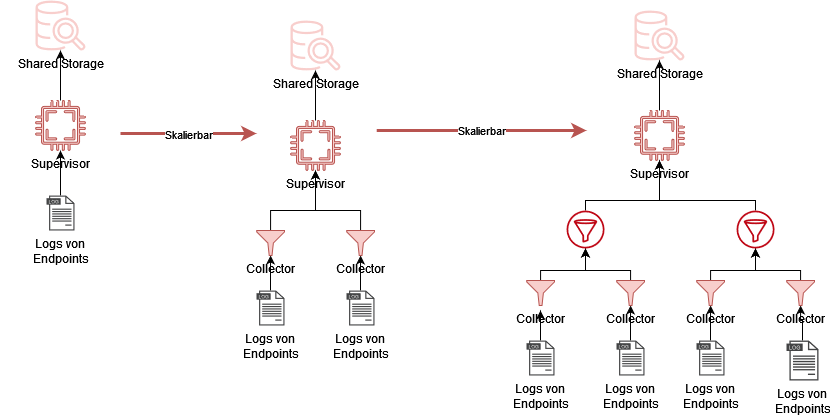 Shared Storage
Supervisor
Logs von
Endpoints
Skalierbar
Shared Storage
Supervisor
Collector
Collector
LOG
Logs von
Endpoints
LOG
Logs von
Endpoints
Skalierbar
Shared Storage
Supervisor
Collector
Collector
Collector
Collector
LOG
Logs von
Endpoints
LOG
Logs von
Endpoints
LOG
Logs von
Endpoints
LOG
Logs von
Endpoints